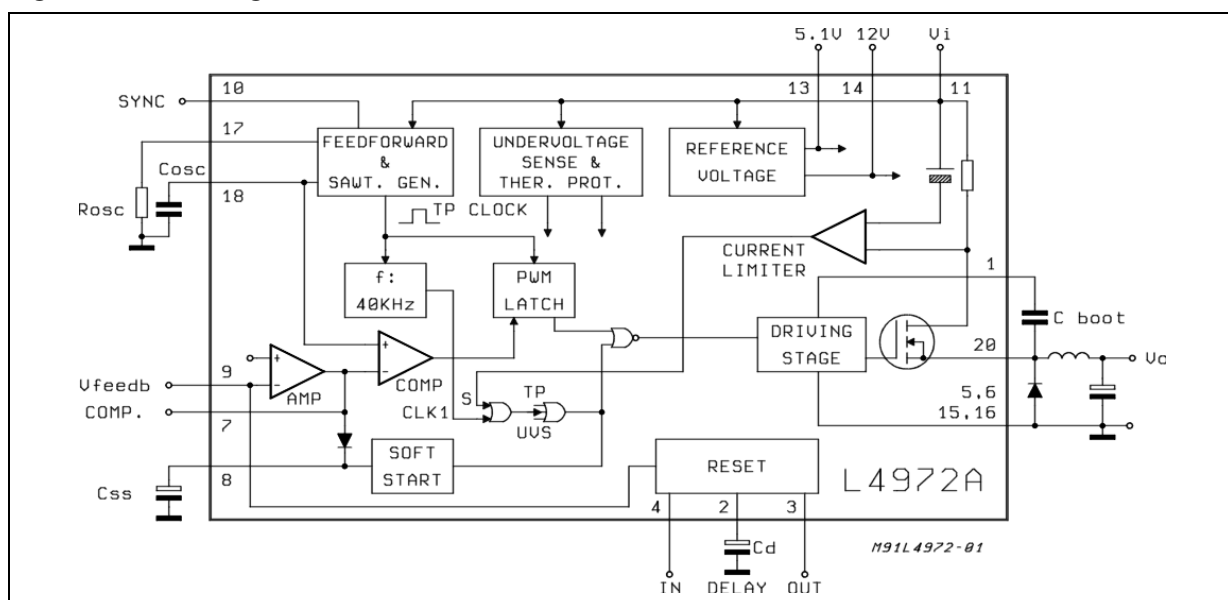 5.1V 12V Vi
10 13 14 11
SYNC
17
FEEDFORWARD
&
SAWT. GEN.
UNDERVOLTAGE
SENSE &
THER. PROT.
REFERENCE
VOLTAGE
Cosc
18
Rosc
TP CLOCK
CURRENT
LIMITER
f:
40KHz
PWM
LATCH
1
C boot
DRIVING
STAGE
20
Vo
+
-
AMP
+
-
COMP
9
Vfeedb
COMP.
7
S
CLK1
TP
UVS
5,6
15,16
SOFT
START
8
Css
RESET
L4972A
4 2 3
Cd
M91L4972-01
IN DELAY OUT